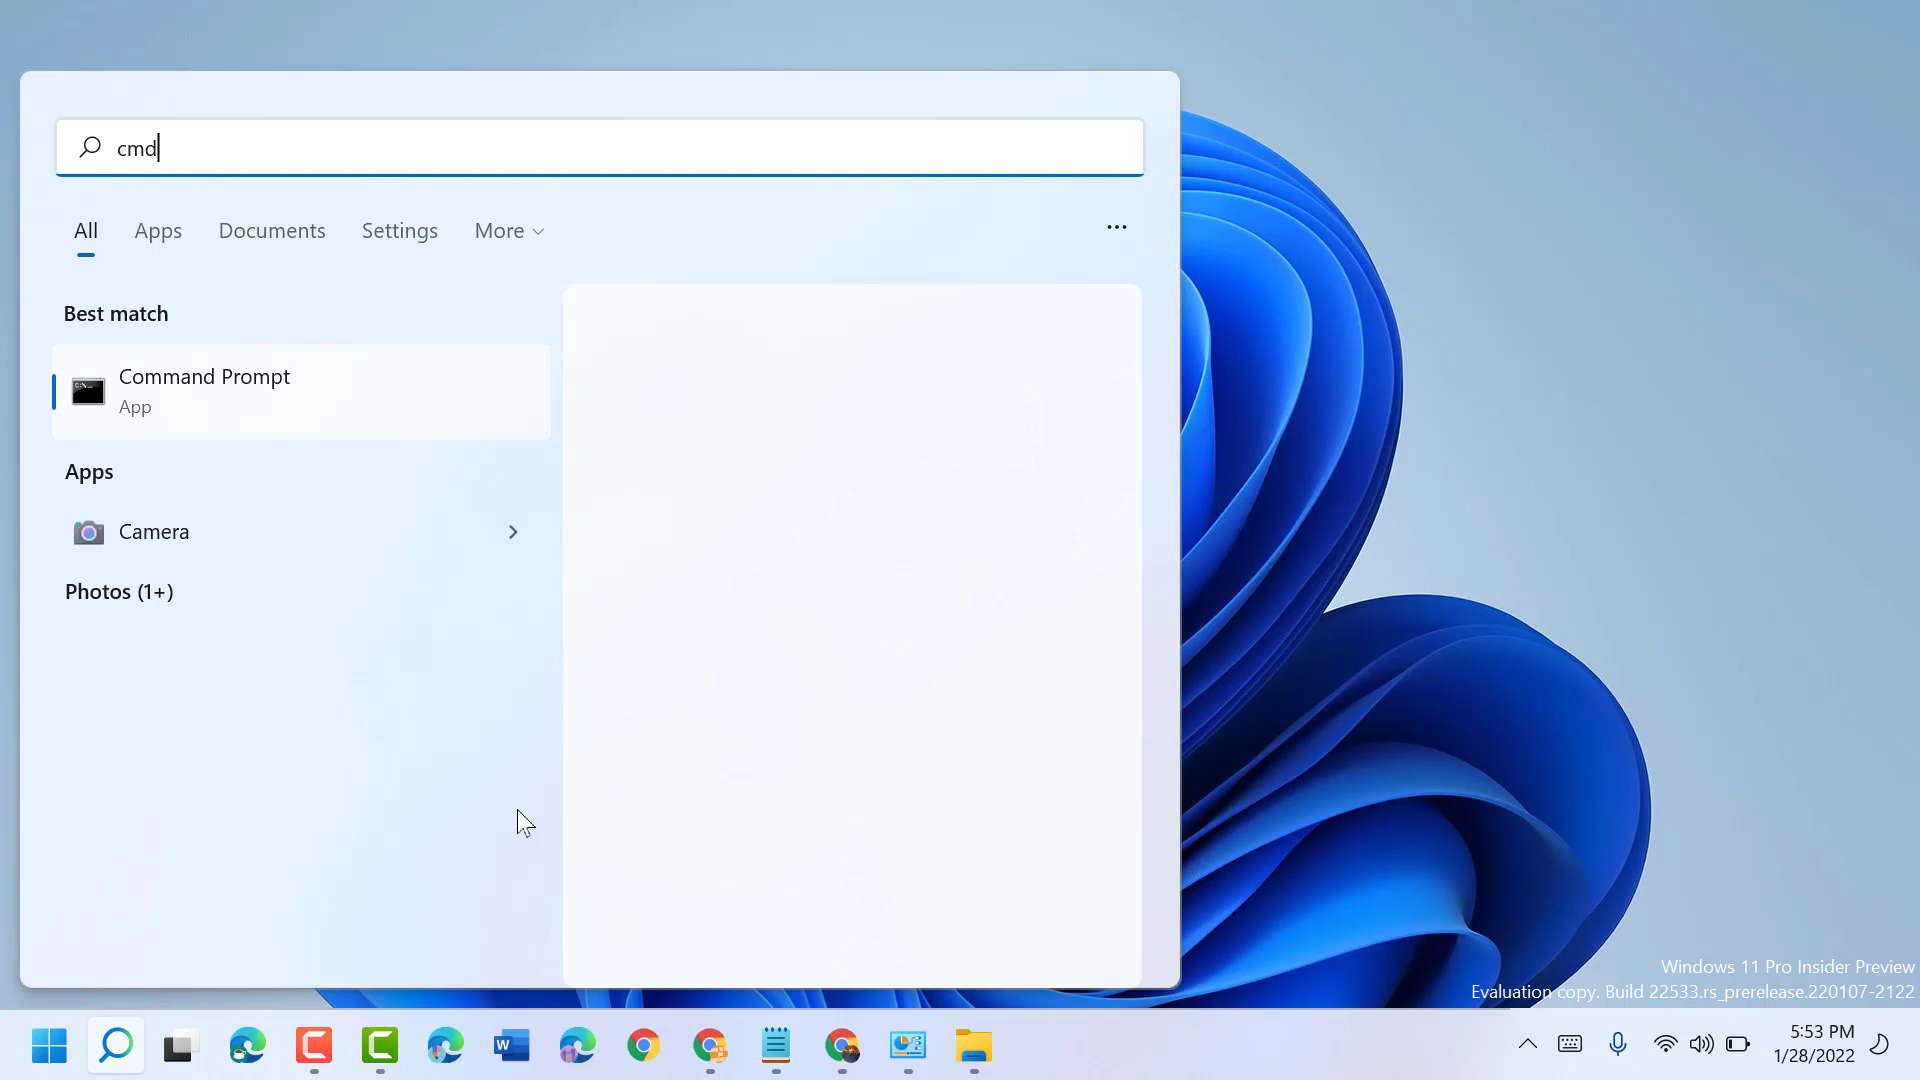 cmd
All Apps Documents Settings More
Best match
Command Prompt
App
Apps
Camera
Photos (1+)
Windows 11 Pro Insider Preview
Evaluation copy. Build 22533.rs_prerelease.220107-2122
5:53 PM
1/28/2022